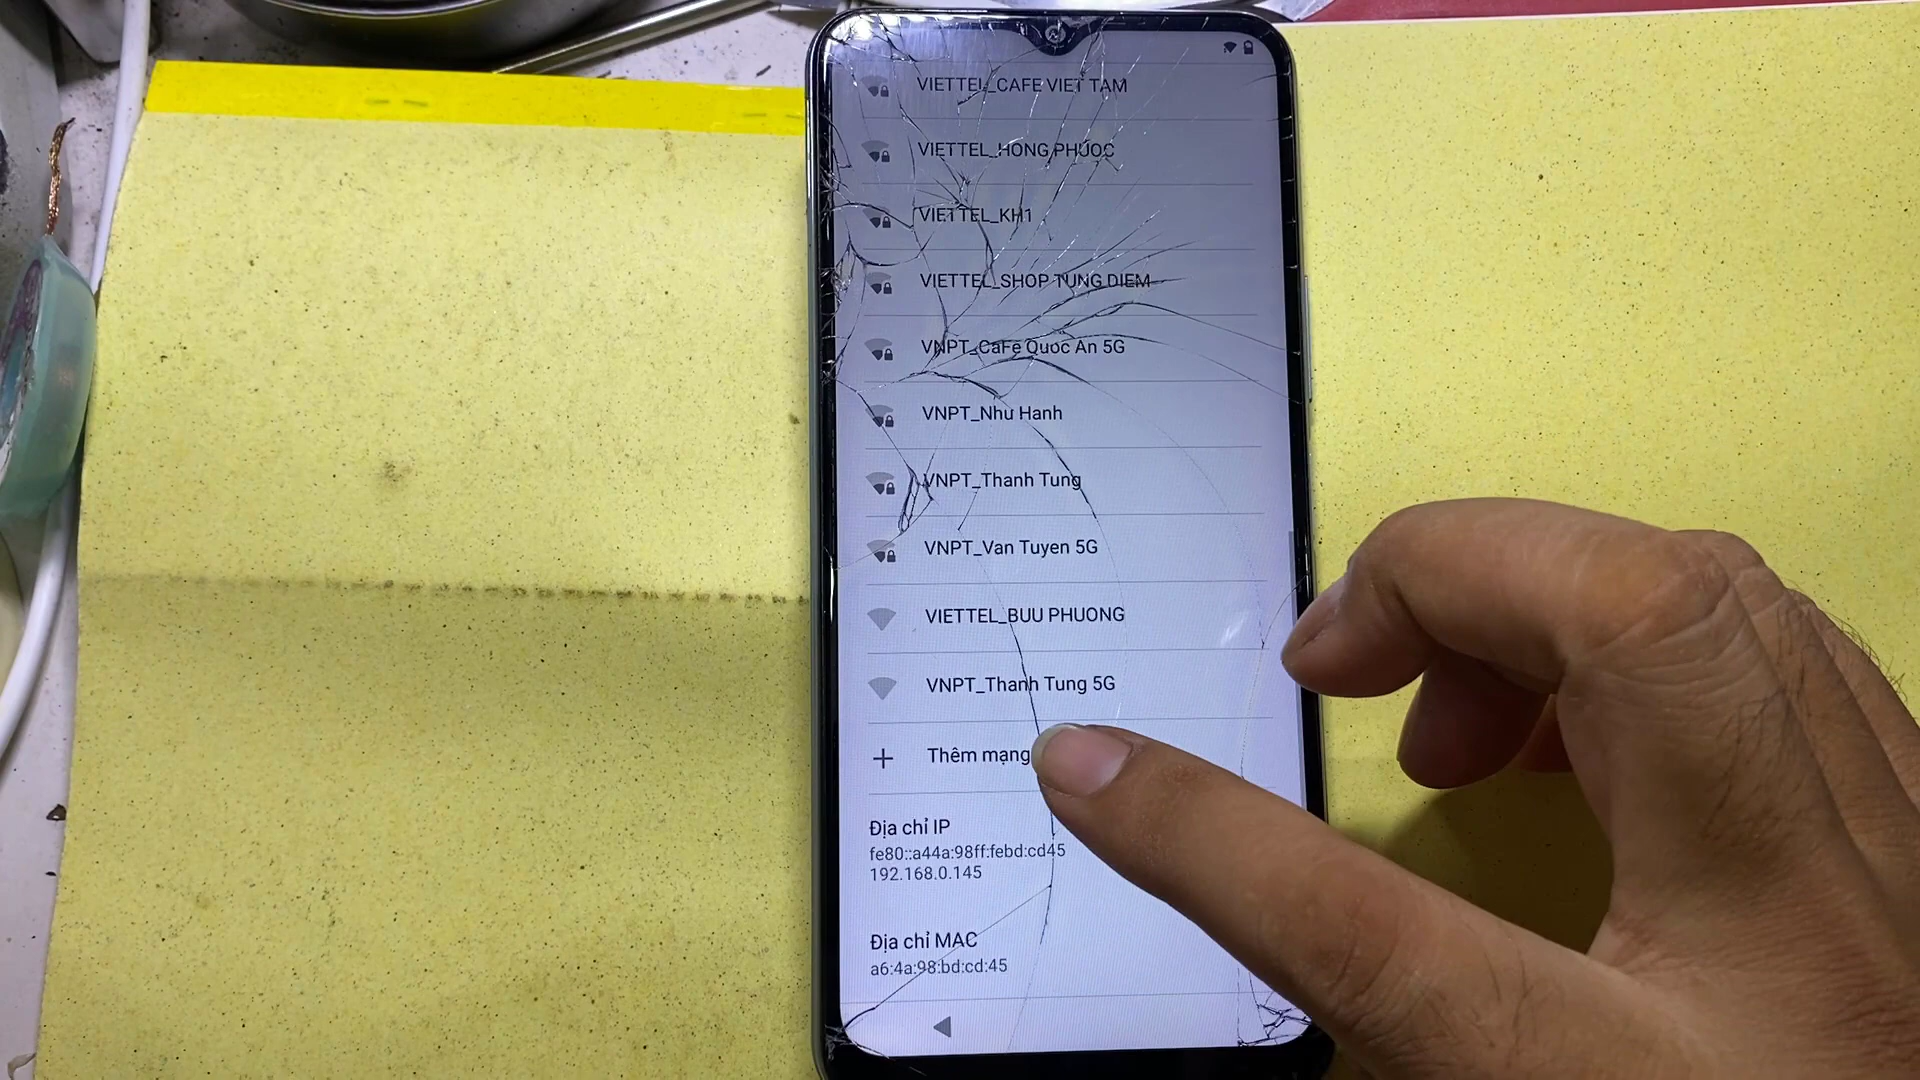 VIETTEL_CAFE VIET TAM
VIETTEL_HONG PHUOC
VIETTEL_KH1
VIETTEL_SHOP TUNG DIEM
VNPT_CaFe Quoc An 5G
VNPT_Nhu Hanh
VNPT_Thanh Tung
VNPT_Van Tuyen 5G
VIETTEL_BUU PHUONG
VNPT_Thanh Tung 5G
+ Thêm mạng
Địa chỉ IP
fe80::a44a:98ff:febd:cd45
192.168.0.145
Địa chỉ MAC
a6:4a:98:bd:cd:45